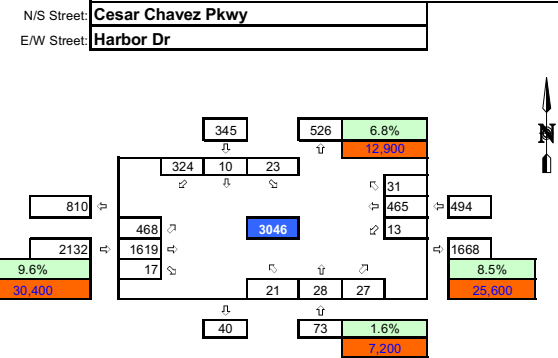 N/S Street: Cesar Chavez Pkwy
E/W Street: Harbor Dr
N
345 526 6.8%
12,900
324 10 23
31
810 465 494
468 3046 13
2132 1619 1668
9.6% 17 8.5%
30,400 21 28 27 25,600
40 73 1.6%
7,200